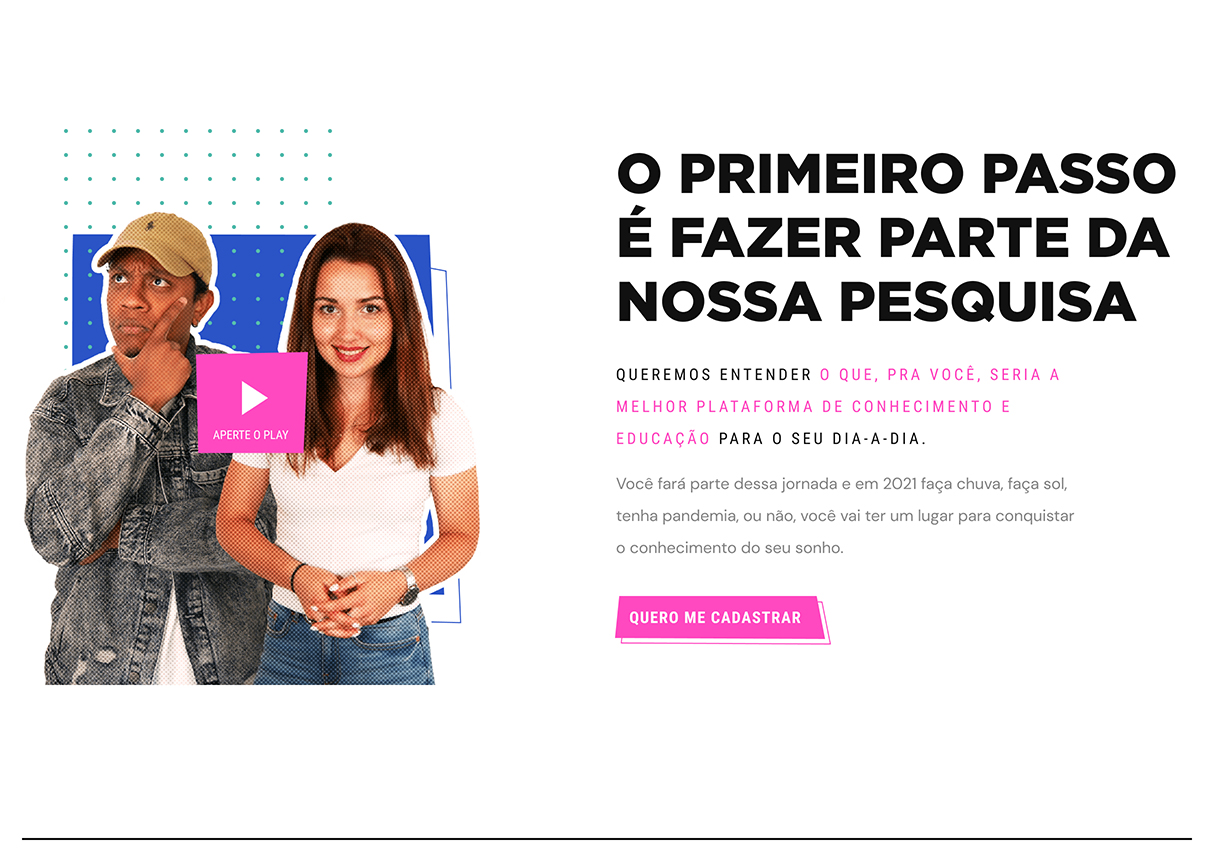 O PRIMEIRO PASSO
É FAZER PARTE DA
NOSSA PESQUISA
QUEREMOS ENTENDER O QUE, PRA VOCÊ, SERIA A
MELHOR PLATAFORMA DE CONHECIMENTO E
EDUCAÇÃO PARA O SEU DIA-A-DIA.
Você fará parte dessa jornada e em 2021 faça chuva, faça sol,
tenha pandemia, ou não, você vai ter um lugar para conquistar
o conhecimento do seu sonho.
QUERO ME CADASTRAR
APERTE O PLAY